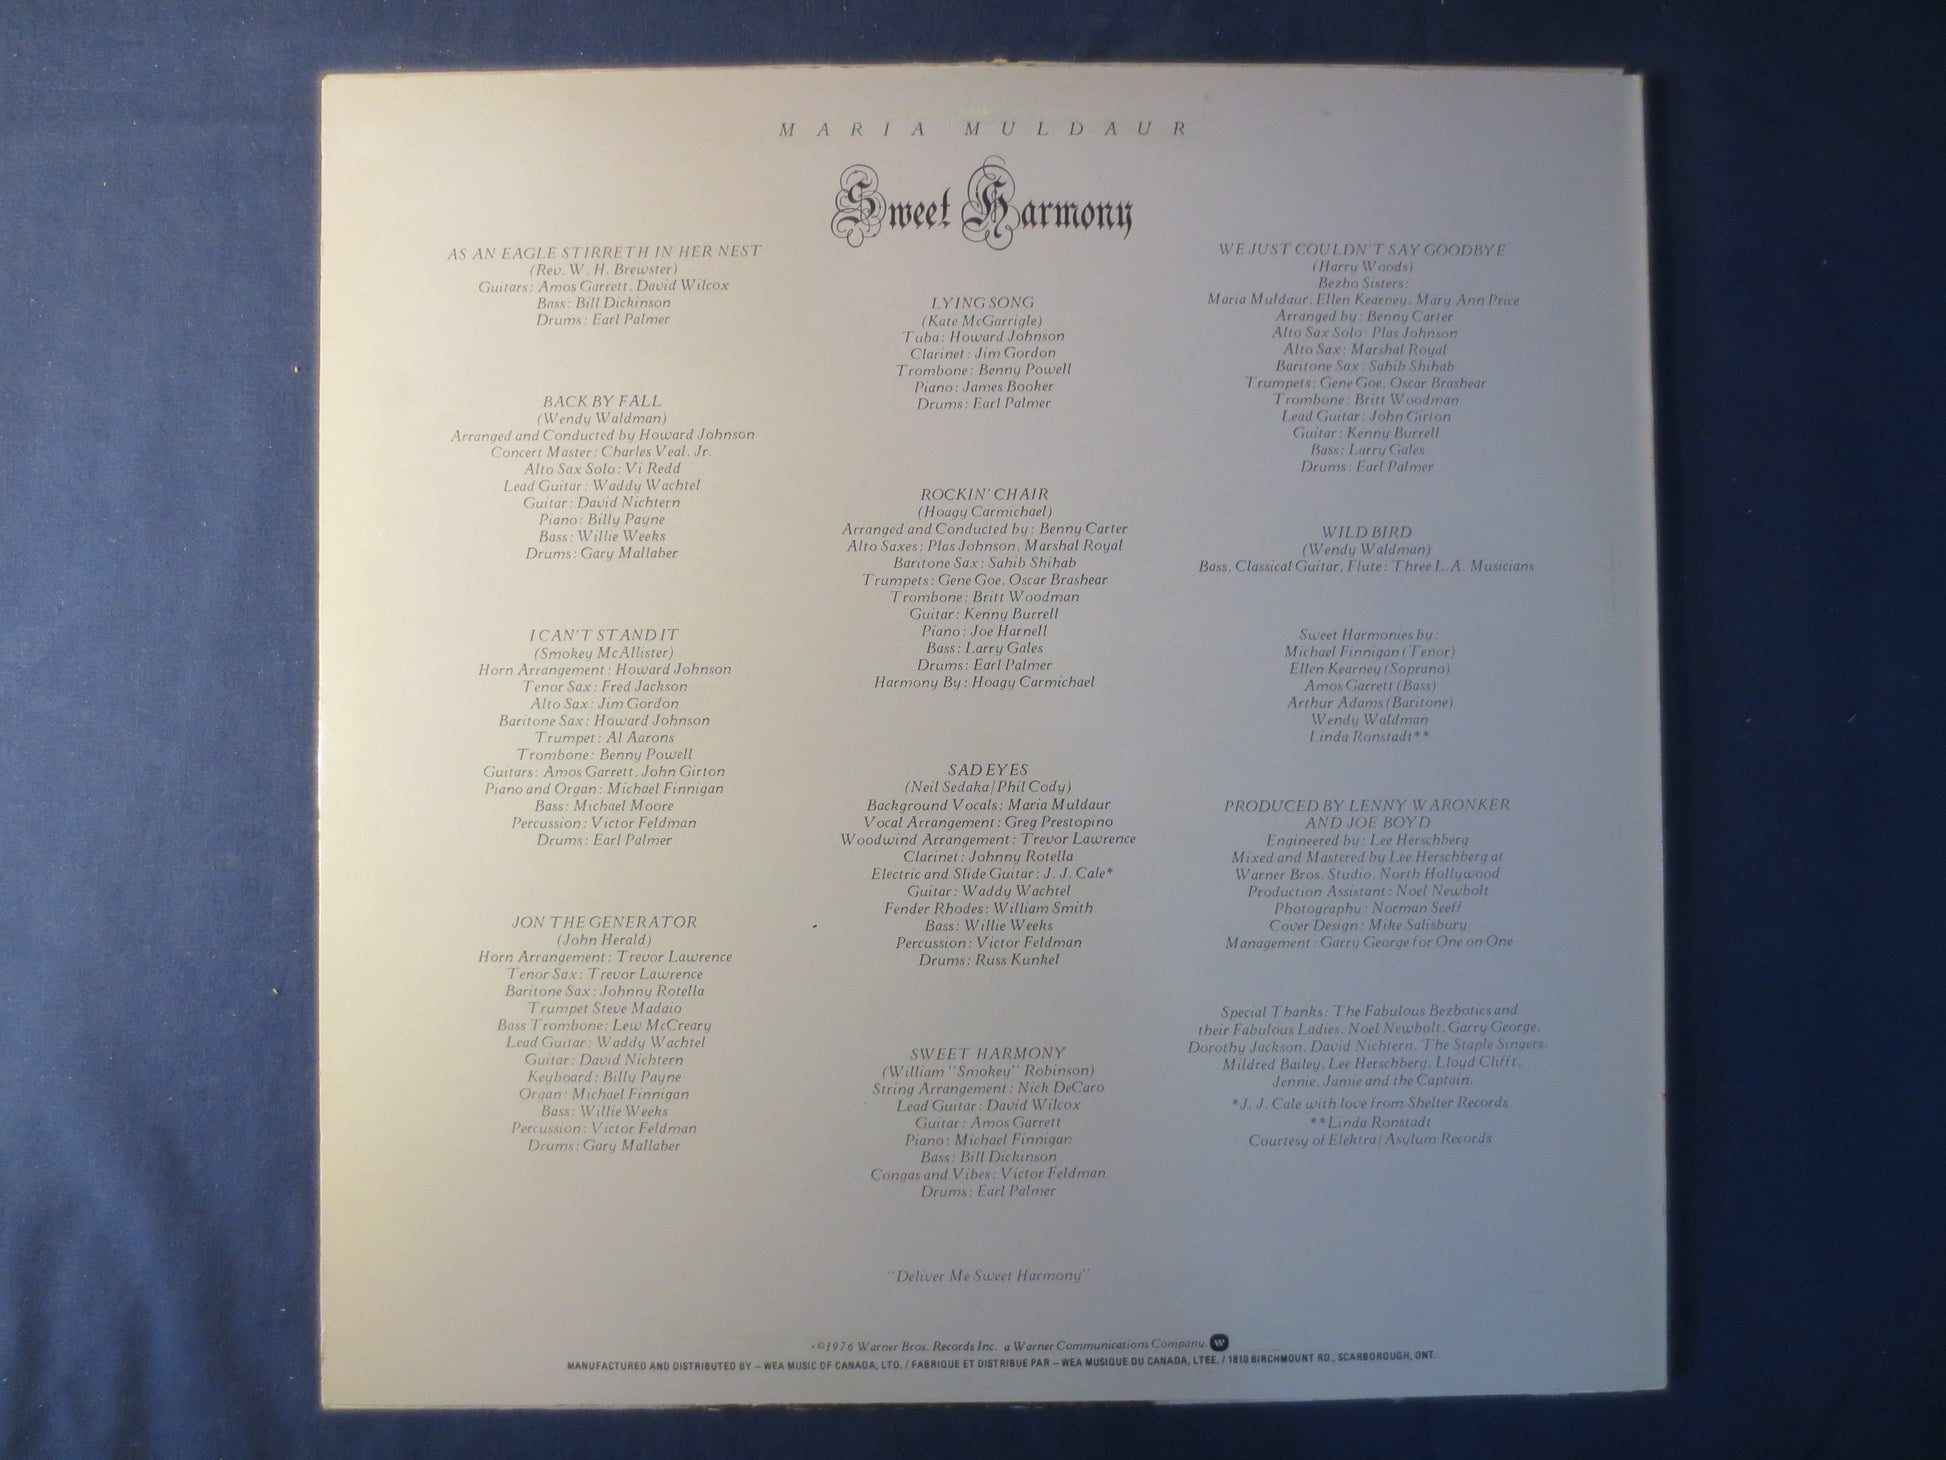 MARIA MULDAUR
Sweet Harmony
AS AN EAGLE STIRRETH IN HER NEST
(Rev. W. H. Brewster)
Guitars: Amos Garrett, David Wilcox
Bass: Bill Dickinson
Drums: Earl Palmer
BACK BY FALL
(Wendy Waldman)
Arranged and Conducted by Howard Johnson
Concert Master: Charles Veal, Jr.
Alto Sax Solo: Vi Redd
Lead Guitar: Waddy Wachtel
Guitar: David Nichtern
Piano: Billy Payne
Bass: Willie Weeks
Drums: Gary Mallaber
I CAN'T STAND IT
(Smokey McAllister)
Horn Arrangement: Howard Johnson
Tenor Sax: Fred Jackson
Alto Sax: Jim Gordon
Baritone Sax: Howard Johnson
Trumpet: Al Aarons
Trombone: Benny Powell
Guitars: Amos Garrett, John Girton
Piano and Organ: Michael Finnigan
Bass: Michael Moore
Percussion: Victor Feldman
Drums: Earl Palmer
JON THE GENERATOR
(John Herald)
Horn Arrangement: Trevor Lawrence
Tenor Sax: Trevor Lawrence
Baritone Sax: Johnny Rotella
Trumpet Steve Madaio
Bass Trombone: Lew McCreary
Lead Guitar: Waddy Wachtel
Guitar: David Nichtern
Keyboard: Billy Payne
Organ: Michael Finnigan
Bass: Willie Weeks
Percussion: Victor Feldman
Drums: Gary Mallaber
LYING SONG
(Kate McGarrigle)
Tuba: Howard Johnson
Clarinet: Jim Gordon
Trombone: Benny Powell
Piano: James Booker
Drums: Earl Palmer
ROCKIN' CHAIR
(Hoagy Carmichael)
Arranged and Conducted by: Benny Carter
Alto Saxes: Plas Johnson, Marshal Royal
Baritone Sax: Sahib Shihab
Trumpets: Gene Goe, Oscar Brashear
Trombone: Britt Woodman
Guitar: Kenny Burrell
Piano: Joe Harnell
Bass: Larry Gales
Drums: Earl Palmer
Harmony By: Hoagy Carmichael
SAD EYES
(Neil Sedaka/Phil Cody)
Background Vocals: Maria Muldaur
Vocal Arrangement: Greg Prestopino
Woodwind Arrangement: Trevor Lawrence
Clarinet: Johnny Rotella
Electric and Slide Guitar: J. J. Cale*
Guitar: Waddy Wachtel
Fender Rhodes: William Smith
Bass: Willie Weeks
Percussion: Victor Feldman
Drums: Russ Kunkel
SWEET HARMONY
(William "Smokey" Robinson)
String Arrangement: Nick DeCaro
Lead Guitar: David Wilcox
Guitar: Amos Garrett
Piano: Michael Finnigan
Bass: Bill Dickinson
Congas and Vibes: Victor Feldman
Drums: Earl Palmer
WE JUST COULDN'T SAY GOODBYE
(Harry Woods)
Bezbo Sisters:
Maria Muldaur, Ellen Kearney, Mary Ann Price
Arranged by: Benny Carter
Alto Sax Solo: Plas Johnson
Alto Sax: Marshal Royal
Baritone Sax: Sahib Shihab
Trumpets: Gene Goe, Oscar Brashear
Trombone: Britt Woodman
Lead Guitar: John Girton
Guitar: Kenny Burrell
Bass: Larry Gales
Drums: Earl Palmer
WILD BIRD
(Wendy Waldman)
Bass, Classical Guitar, Flute: Three L.A. Musicians
Sweet Harmonies by:
Michael Finnigan (Tenor)
Ellen Kearney (Soprano)
Amos Garrett (Bass)
Arthur Adams (Baritone)
Wendy Waldman
Linda Ronstadt**
PRODUCED BY LENNY WARONKER
AND JOE BOYD
Engineered by: Lee Herschberg
Mixed and Mastered by Lee Herschberg at
Warner Bros. Studio, North Hollywood
Production Assistant: Noel Newbolt
Photography: Norman Seeff
Cover Design: Mike Salisbury
Management: Garry George for One on One
Special Thanks: The Fabulous Bezbotics and
their Fabulous Ladies, Noel Newbolt, Garry George,
Dorothy Jackson, David Nichtern, The Staple Singers,
Mildred Bailey, Lee Herschberg, Lloyd Clifft,
Jennie, Jamie and the Captain.
*J. J. Cale with love from Shelter Records
**Linda Ronstadt
Courtesy of Elektra/Asylum Records
"Deliver Me Sweet Harmony"
©1976 Warner Bros. Records Inc. a Warner Communications Company. W
MANUFACTURED AND DISTRIBUTED BY – WEA MUSIC OF CANADA, LTD. / FABRIQUE ET DISTRIBUE PAR – WEA MUSIQUE DU CANADA, LTEE. / 1810 BIRCHMOUNT RD., SCARBOROUGH, ONT.